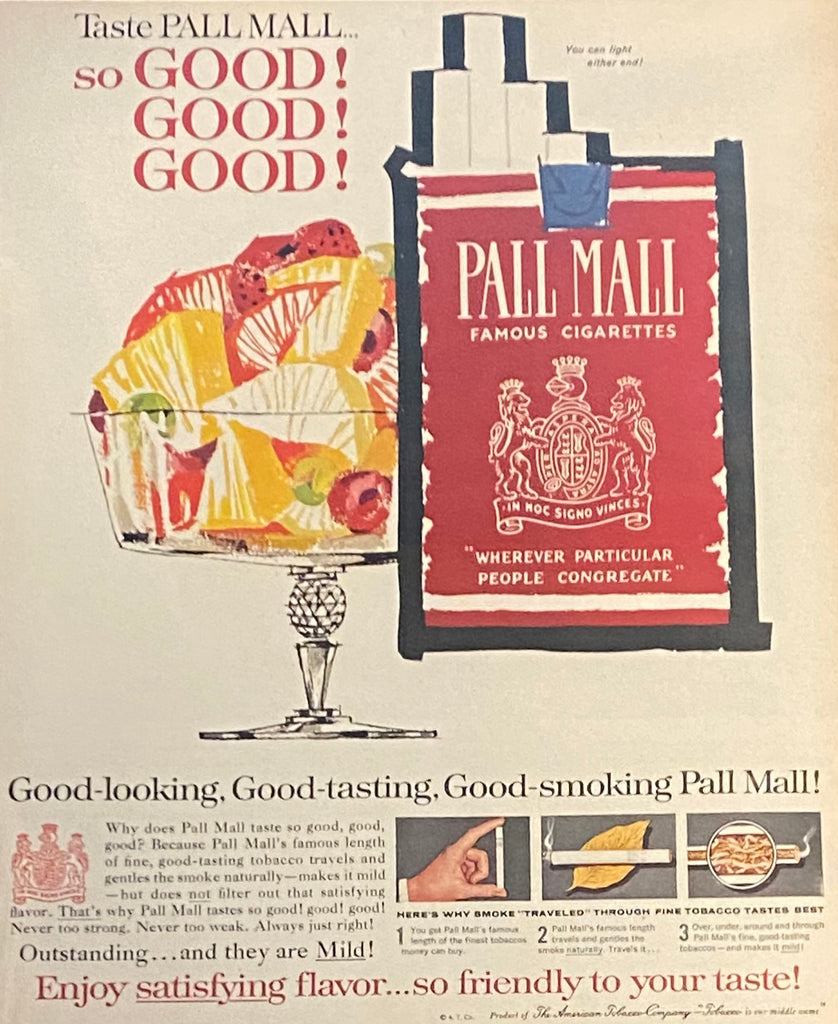 Taste PALL MALL...
so GOOD!
GOOD!
GOOD!
You can light
either end!
PALL MALL
FAMOUS CIGARETTES
IN HOC SIGNO VINCES
"WHEREVER PARTICULAR
PEOPLE CONGREGATE"
Good-looking, Good-tasting, Good-smoking Pall Mall!
Why does Pall Mall taste so good, good,
good? Because Pall Mall's famous length
of fine, good-tasting tobacco travels and
gentles the smoke naturally—makes it mild
—but does not filter out that satisfying
flavor. That's why Pall Mall tastes so good! good! good!
Never too strong. Never too weak. Always just right!
Outstanding...and they are Mild!
HERE'S WHY SMOKE "TRAVELED" THROUGH FINE TOBACCO TASTES BEST
1 You get Pall Mall's famous
length of the finest tobaccos
money can buy.
2 Pall Mall's famous length
travels and gentles the
smoke naturally. Travels it...
3 Over, under, around and through
Pall Mall's fine, good-tasting
tobaccos—and makes it mild!
Enjoy satisfying flavor...so friendly to your taste!
© A. T. Co. Product of The American Tobacco Company—"Tobacco is our middle name"